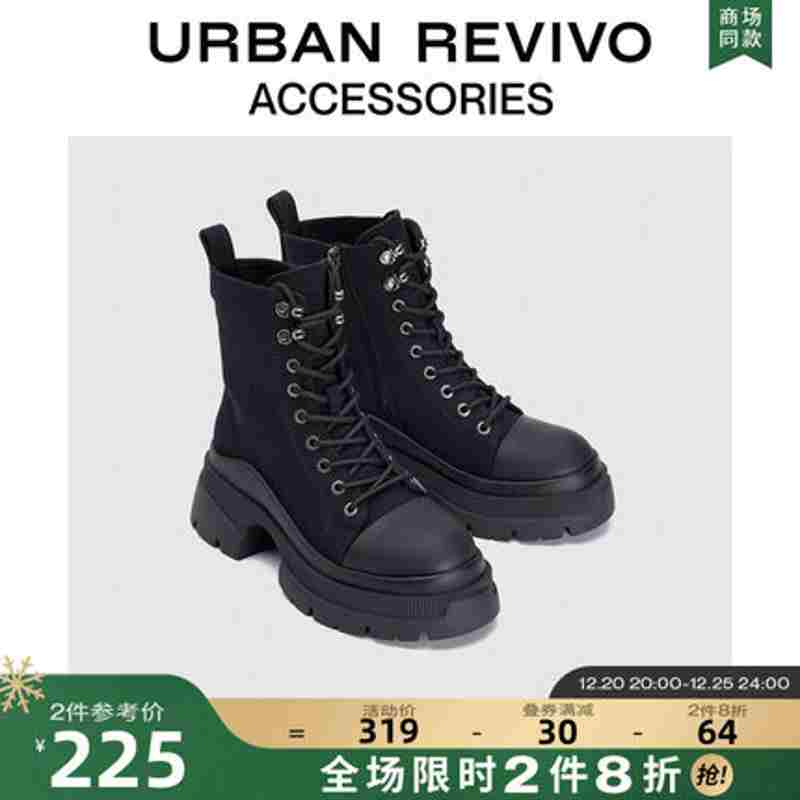 URBAN REVIVO
ACCESSORIES
商场
同款
12.20 20:00-12.25 24:00
2件参考价
¥225
=
活动价
319
-
叠券满减
30
-
2件8折
64
全场限时2件8折 抢!